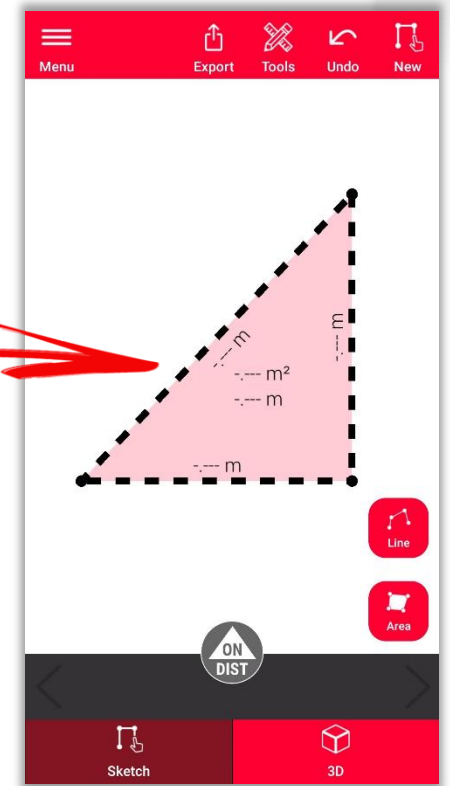 Menu
Export
Tools
Undo
New
-.--- m
-.--- m
-.--- m²
-.--- m
-.--- m
Line
Area
ON
DIST
Sketch
3D